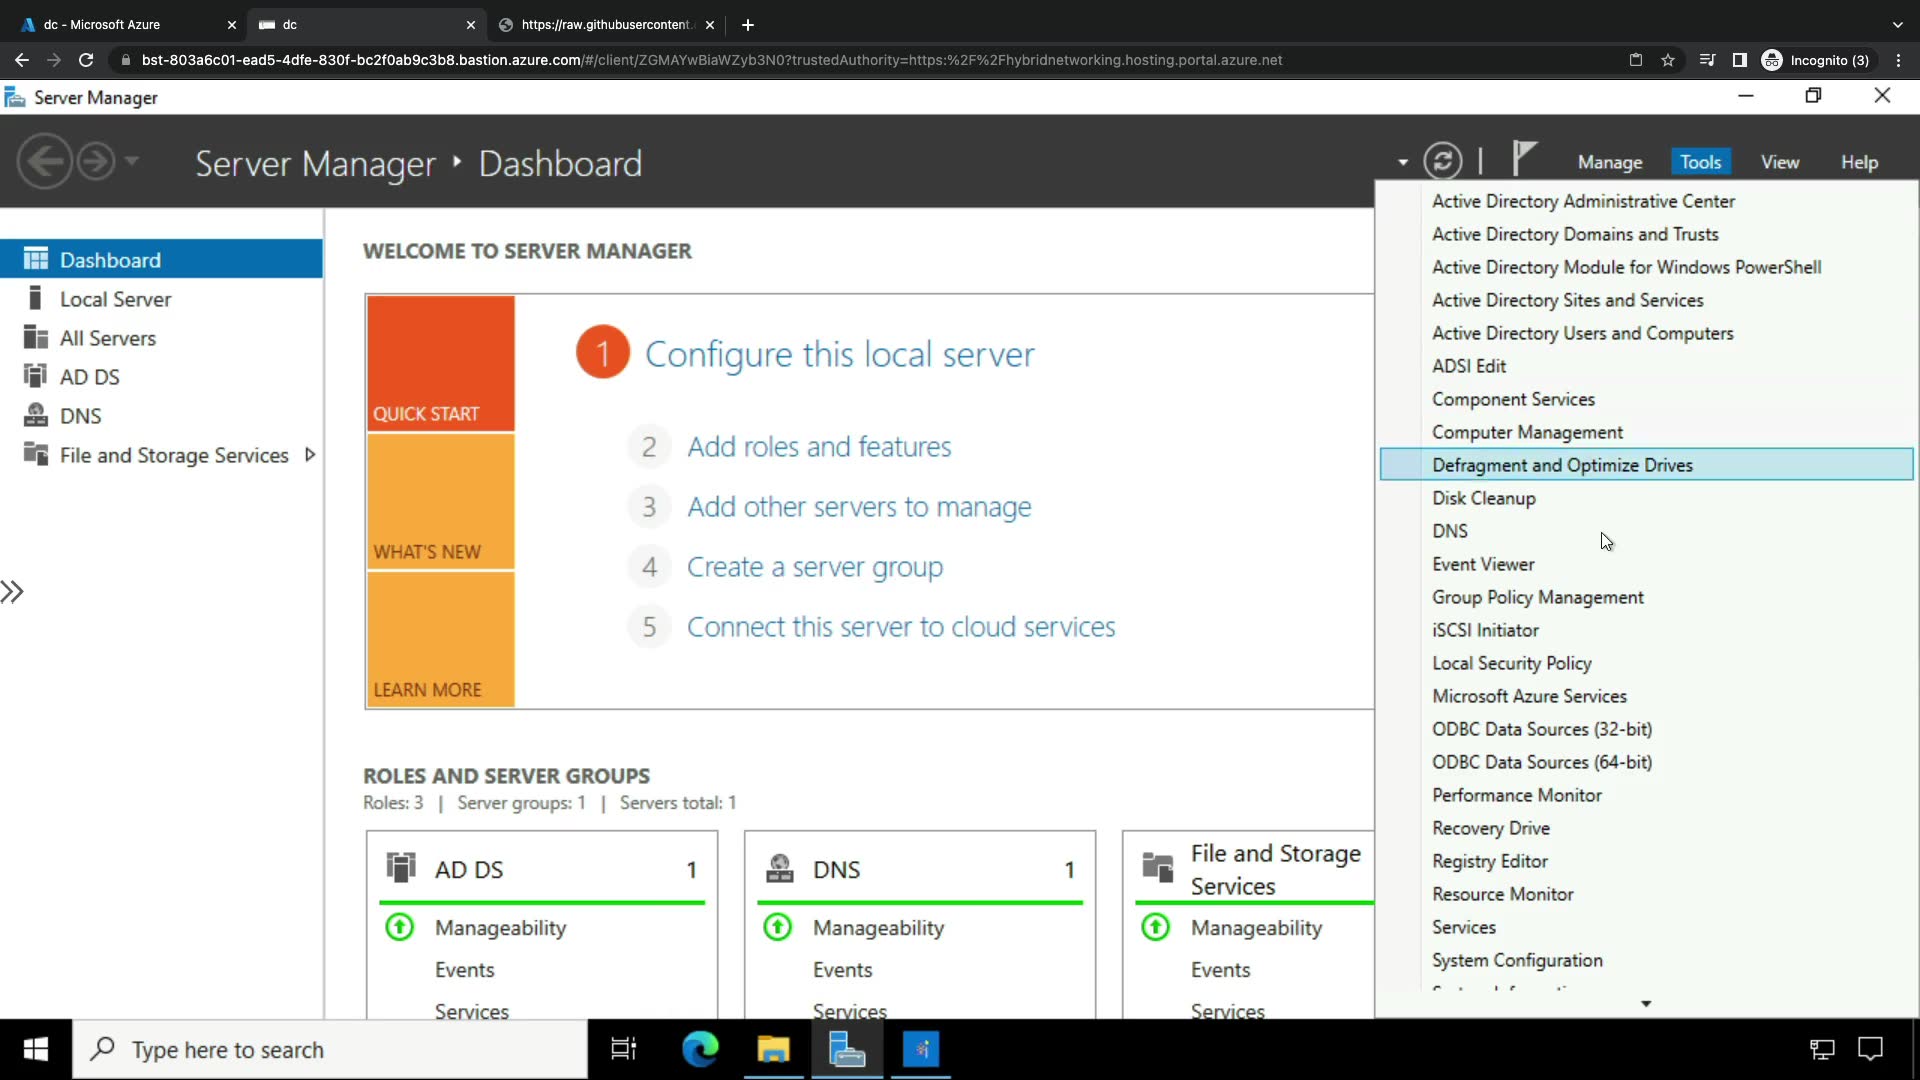 dc - Microsoft Azure
dc
https://raw.githubusercontent.
bst-803a6c01-ead5-4dfe-830f-bc2f0ab9c3b8.bastion.azure.com/#/client/ZGMAYwBiaWZyb3N0?trustedAuthority=https:%2F%2Fhybridnetworking.hosting.portal.azure.net
Incognito (3)
Server Manager
Server Manager ‣ Dashboard
Manage
Tools
View
Help
Dashboard
Local Server
All Servers
AD DS
DNS
File and Storage Services
WELCOME TO SERVER MANAGER
QUICK START
WHAT'S NEW
LEARN MORE
1 Configure this local server
2 Add roles and features
3 Add other servers to manage
4 Create a server group
5 Connect this server to cloud services
ROLES AND SERVER GROUPS
Roles: 3 | Server groups: 1 | Servers total: 1
AD DS 1
Manageability
Events
Services
DNS 1
Manageability
Events
Services
File and Storage
Services
Manageability
Events
Services
Active Directory Administrative Center
Active Directory Domains and Trusts
Active Directory Module for Windows PowerShell
Active Directory Sites and Services
Active Directory Users and Computers
ADSI Edit
Component Services
Computer Management
Defragment and Optimize Drives
Disk Cleanup
DNS
Event Viewer
Group Policy Management
iSCSI Initiator
Local Security Policy
Microsoft Azure Services
ODBC Data Sources (32-bit)
ODBC Data Sources (64-bit)
Performance Monitor
Recovery Drive
Registry Editor
Resource Monitor
Services
System Configuration
Type here to search